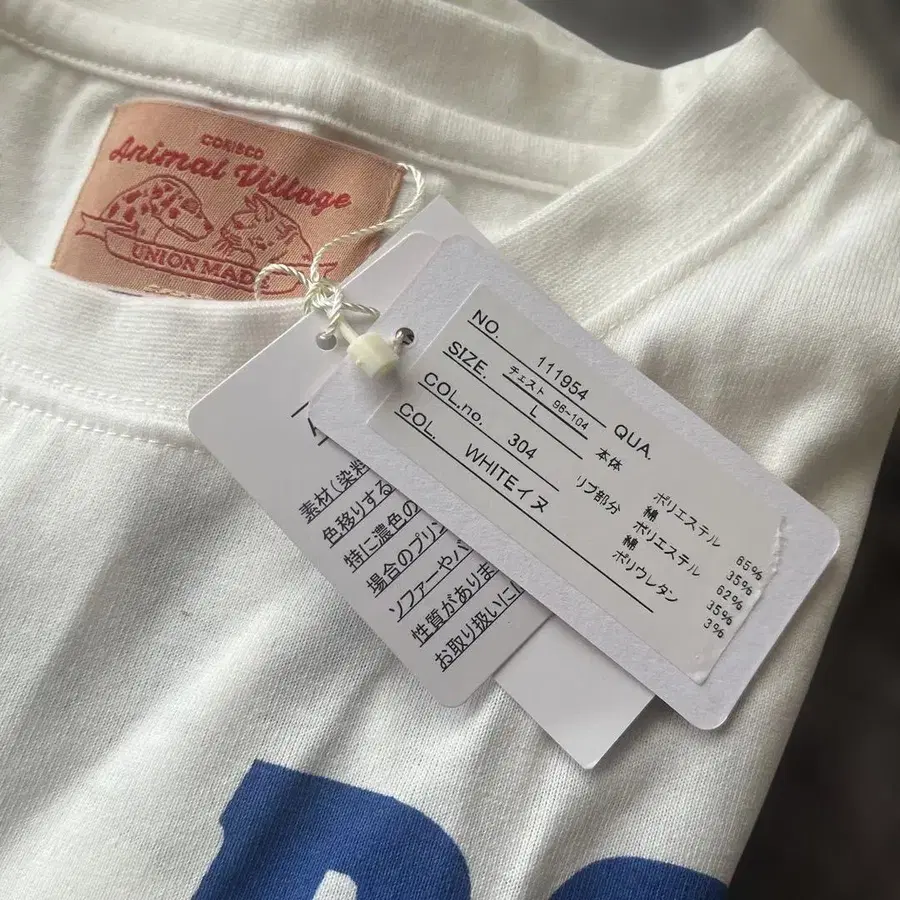 CORISCO
Animal Village
UNION MADE
NO. 111954
SIZE. チェスト 96-104
L
COL.no. 304
COL. WHITEイヌ
QUA.
本体 ポリエステル 65%
綿 35%
リブ部分 ポリエステル 62%
綿 35%
ポリウレタン 3%
素材(染料
色移りする
特に濃色の
場合のプリン
ソファーやバ
性質がありま
お取り扱いに